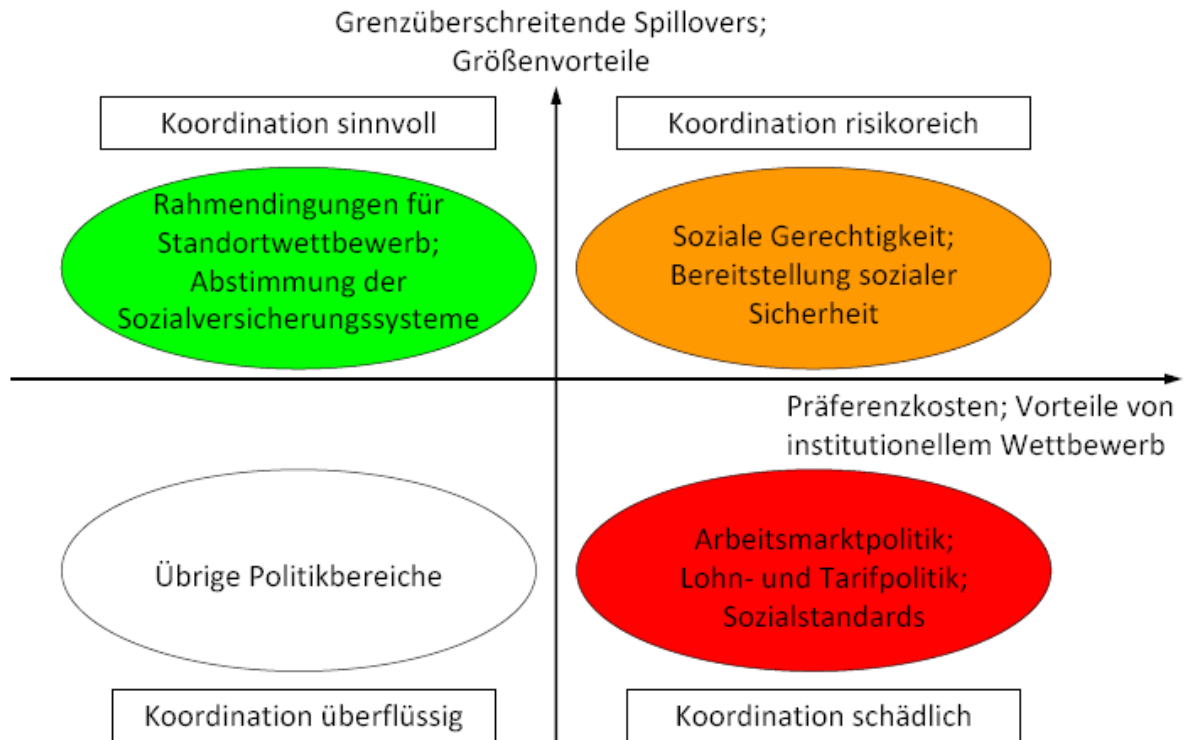 Grenzüberschreitende Spillovers;
Größenvorteile
Koordination sinnvoll
Koordination risikoreich
Rahmendingungen für
Standortwettbewerb;
Abstimmung der
Sozialversicherungssysteme
Soziale Gerechtigkeit;
Bereitstellung sozialer
Sicherheit
Präferenzkosten; Vorteile von
institutionellem Wettbewerb
Übrige Politikbereiche
Arbeitsmarktpolitik;
Lohn- und Tarifpolitik;
Sozialstandards
Koordination überflüssig
Koordination schädlich